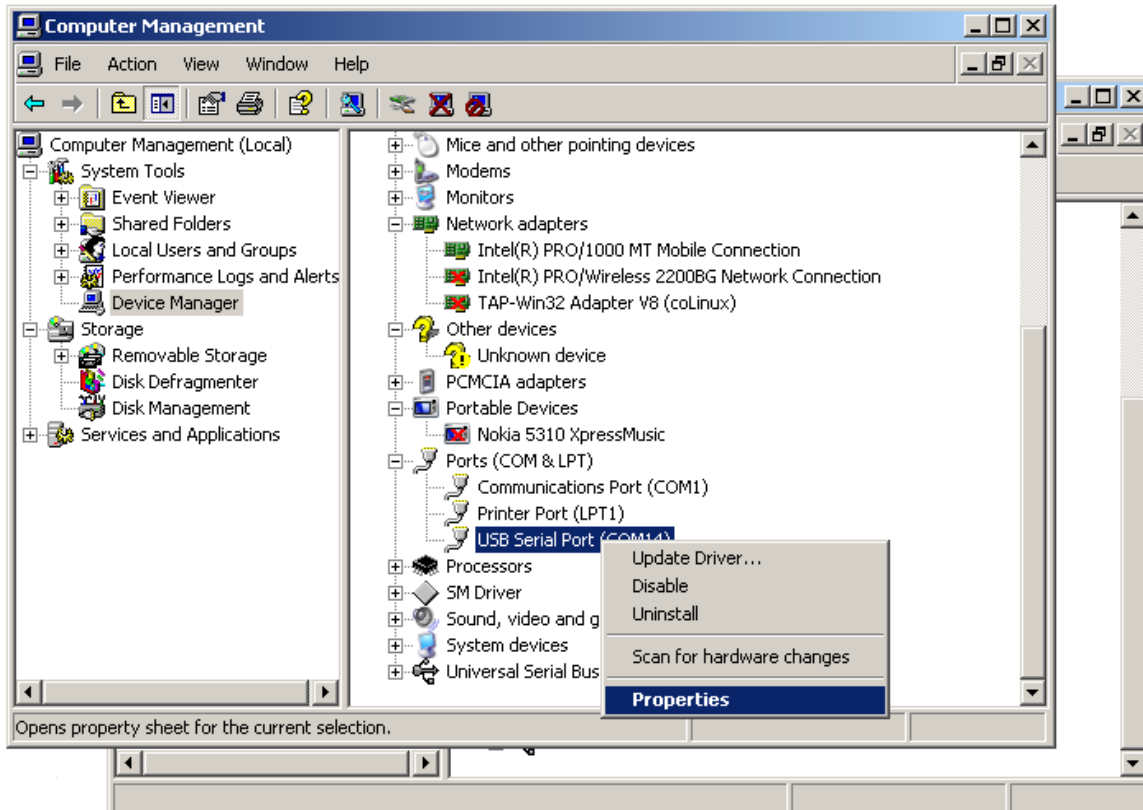 Computer Management
File Action View Window Help
Computer Management (Local)
System Tools
Event Viewer
Shared Folders
Local Users and Groups
Performance Logs and Alerts
Device Manager
Storage
Removable Storage
Disk Defragmenter
Disk Management
Services and Applications
Mice and other pointing devices
Modems
Monitors
Network adapters
Intel(R) PRO/1000 MT Mobile Connection
Intel(R) PRO/Wireless 2200BG Network Connection
TAP-Win32 Adapter V8 (coLinux)
Other devices
Unknown device
PCMCIA adapters
Portable Devices
Nokia 5310 XpressMusic
Ports (COM & LPT)
Communications Port (COM1)
Printer Port (LPT1)
USB Serial Port (COM14)
Processors
SM Driver
Sound, video and g
System devices
Universal Serial Bus
Update Driver...
Disable
Uninstall
Scan for hardware changes
Properties
Opens property sheet for the current selection.